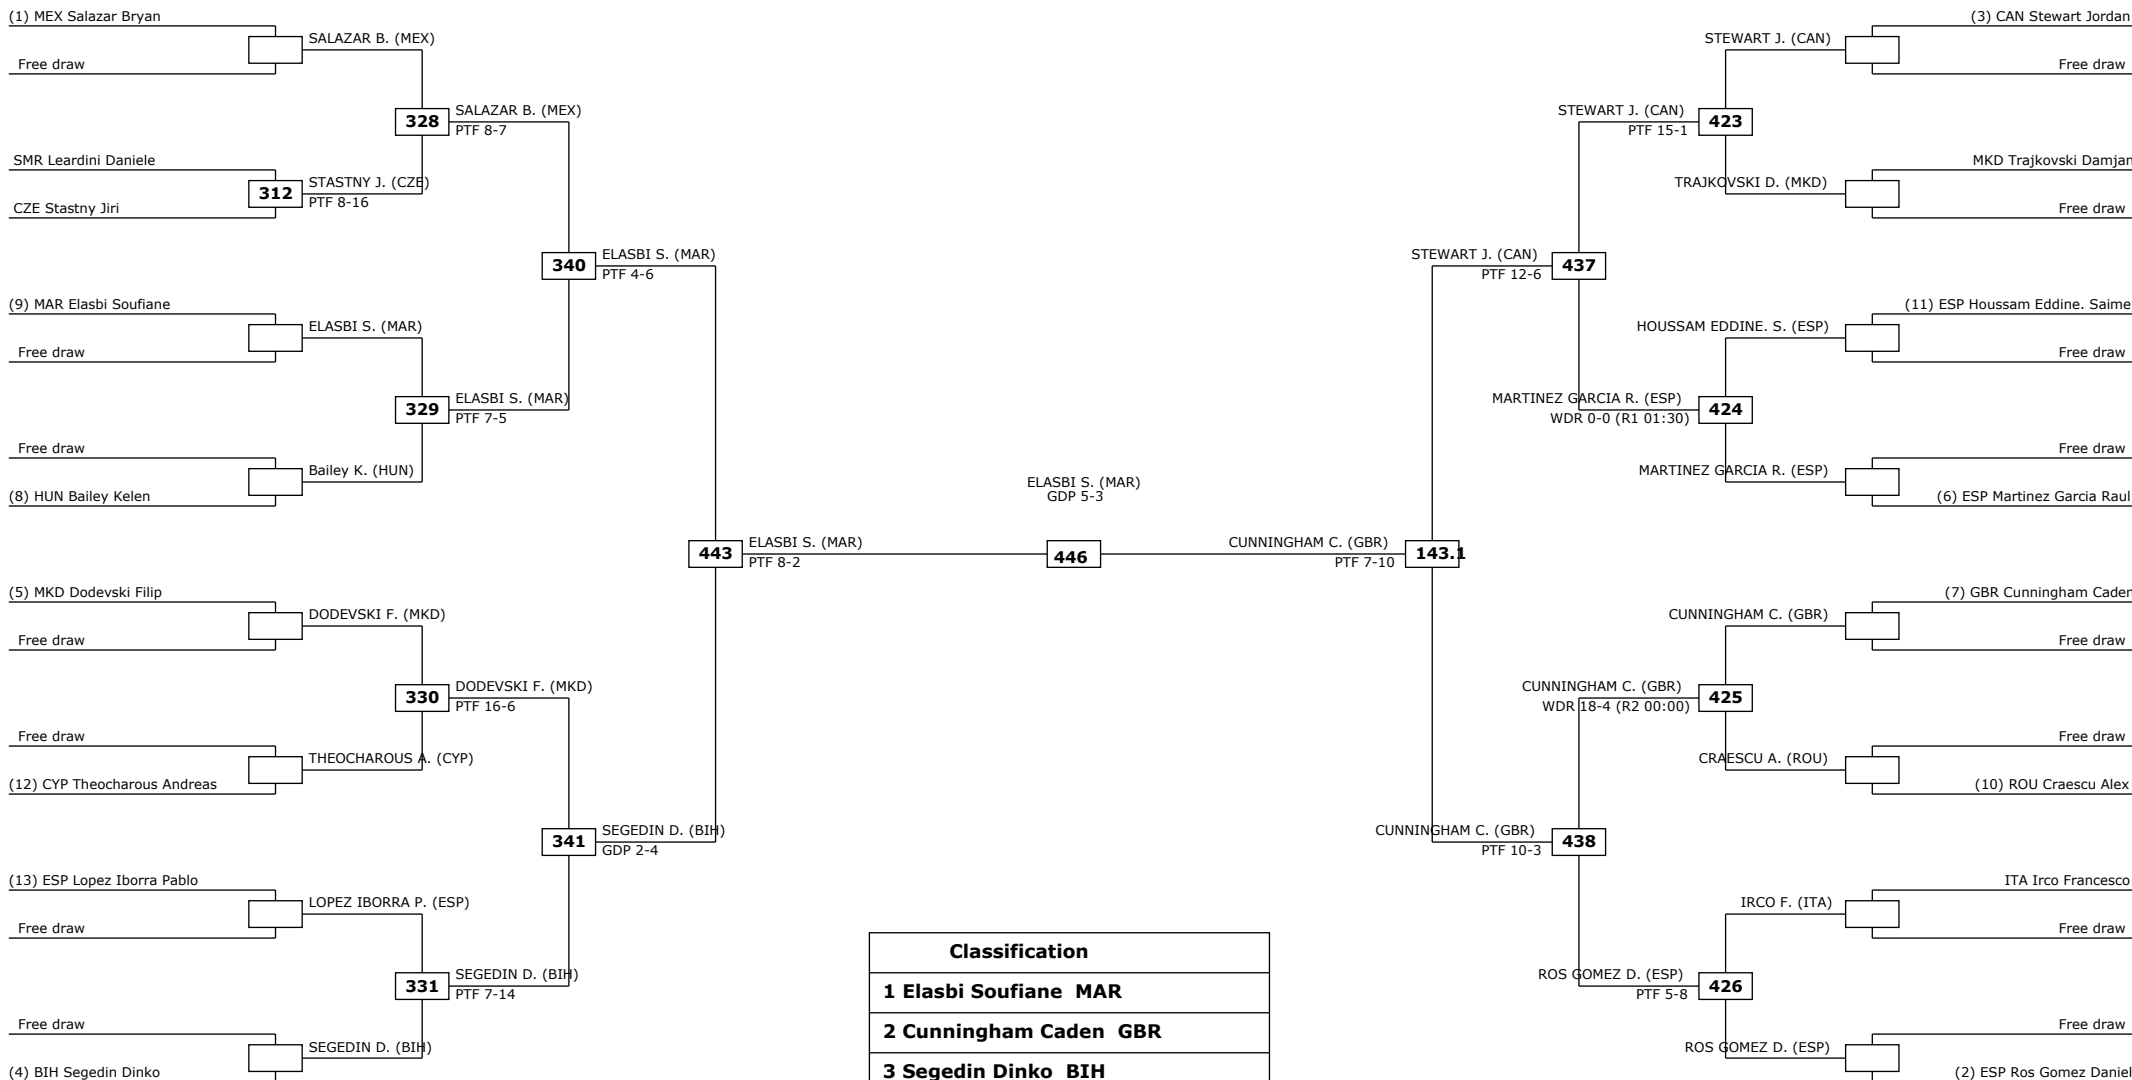 (1) MEX Salazar Bryan
SALAZAR B. (MEX)
Free draw
328
SALAZAR B. (MEX)
PTF 8-7
SMR Leardini Daniele
312
STASTNY J. (CZE)
PTF 8-16
CZE Stastny Jiri
340
ELASBI S. (MAR)
PTF 4-6
(9) MAR Elasbi Soufiane
ELASBI S. (MAR)
Free draw
329
ELASBI S. (MAR)
PTF 7-5
Free draw
Bailey K. (HUN)
(8) HUN Bailey Kelen
443
ELASBI S. (MAR)
PTF 8-2
(5) MKD Dodevski Filip
DODEVSKI F. (MKD)
Free draw
330
DODEVSKI F. (MKD)
PTF 16-6
Free draw
THEOCHAROUS A. (CYP)
(12) CYP Theocharous Andreas
341
SEGEDIN D. (BIH)
GDP 2-4
(13) ESP Lopez Iborra Pablo
LOPEZ IBORRA P. (ESP)
Free draw
331
SEGEDIN D. (BIH)
PTF 7-14
Free draw
SEGEDIN D. (BIH)
(4) BIH Segedin Dinko
ELASBI S. (MAR)
GDP 5-3
446
(3) CAN Stewart Jordan
STEWART J. (CAN)
Free draw
STEWART J. (CAN)
PTF 15-1
423
MKD Trajkovski Damjan
TRAJKOVSKI D. (MKD)
Free draw
STEWART J. (CAN)
PTF 12-6
437
(11) ESP Houssam Eddine. Saime
HOUSSAM EDDINE. S. (ESP)
Free draw
MARTINEZ GARCIA R. (ESP)
WDR 0-0 (R1 01:30)
424
Free draw
MARTINEZ GARCIA R. (ESP)
(6) ESP Martinez Garcia Raul
CUNNINGHAM C. (GBR)
PTF 7-10
143.1
(7) GBR Cunningham Caden
CUNNINGHAM C. (GBR)
Free draw
CUNNINGHAM C. (GBR)
WDR 18-4 (R2 00:00)
425
Free draw
CRAESCU A. (ROU)
(10) ROU Craescu Alex
CUNNINGHAM C. (GBR)
PTF 10-3
438
ITA Irco Francesco
IRCO F. (ITA)
Free draw
ROS GOMEZ D. (ESP)
PTF 5-8
426
Free draw
ROS GOMEZ D. (ESP)
(2) ESP Ros Gomez Daniel
Classification
1 Elasbi Soufiane MAR
2 Cunningham Caden GBR
3 Segedin Dinko BIH